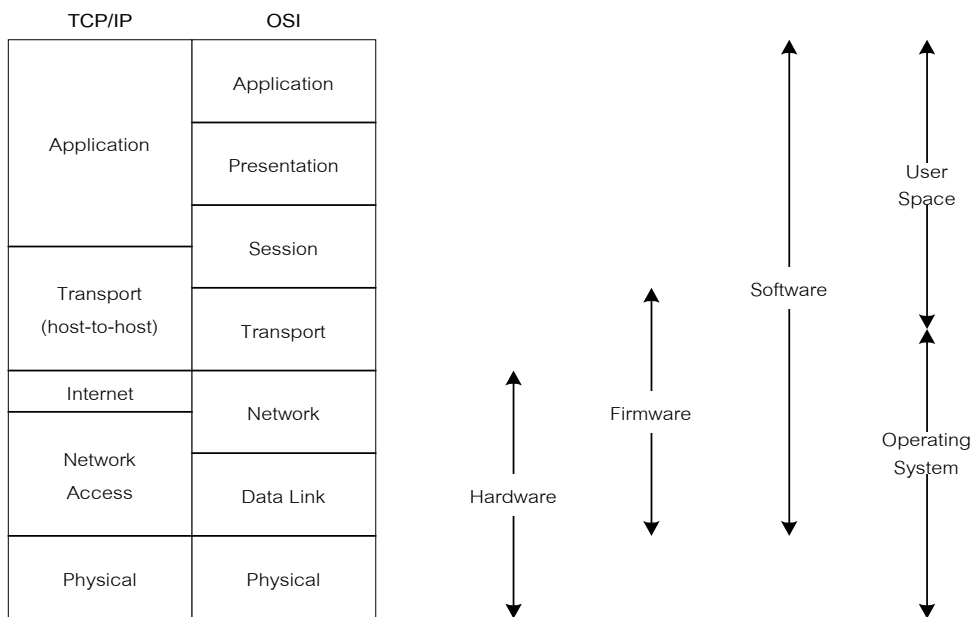 TCP/IP
OSI
Application
Transport
(host-to-host)
Internet
Network
Access
Physical
Application
Presentation
Session
Transport
Network
Data Link
Physical
Hardware
Firmware
Software
User
Space
Operating
System